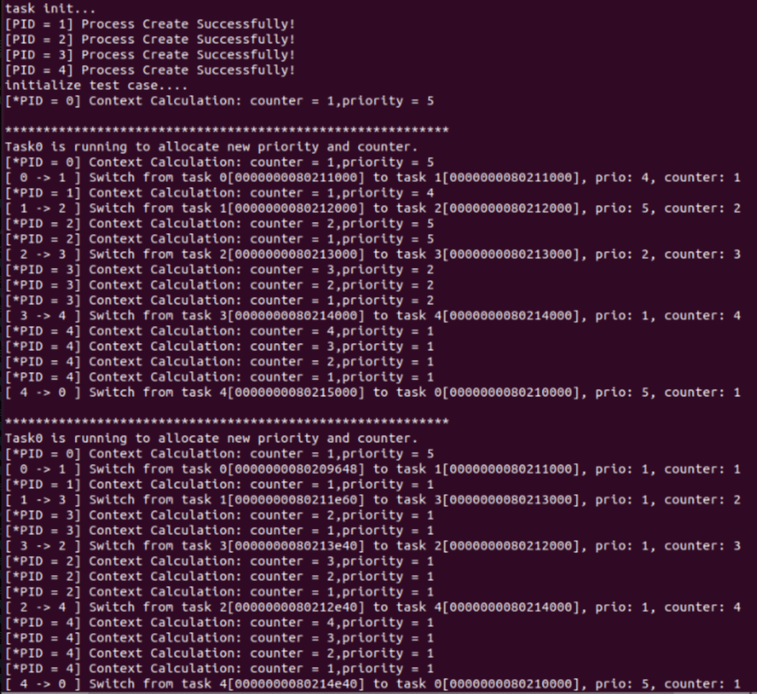 task init...
[PID = 1] Process Create Successfully!
[PID = 2] Process Create Successfully!
[PID = 3] Process Create Successfully!
[PID = 4] Process Create Successfully!
initialize test case....
[*PID = 0] Context Calculation: counter = 1,priority = 5
**********************************************************
Task0 is running to allocate new priority and counter.
[*PID = 0] Context Calculation: counter = 1,priority = 5
[ 0 -> 1 ] Switch from task 0[0000000080211000] to task 1[0000000080211000], prio: 4, counter: 1
[*PID = 1] Context Calculation: counter = 1,priority = 4
[ 1 -> 2 ] Switch from task 1[0000000080212000] to task 2[0000000080212000], prio: 5, counter: 2
[*PID = 2] Context Calculation: counter = 2,priority = 5
[*PID = 2] Context Calculation: counter = 1,priority = 5
[ 2 -> 3 ] Switch from task 2[0000000080213000] to task 3[0000000080213000], prio: 2, counter: 3
[*PID = 3] Context Calculation: counter = 3,priority = 2
[*PID = 3] Context Calculation: counter = 2,priority = 2
[*PID = 3] Context Calculation: counter = 1,priority = 2
[ 3 -> 4 ] Switch from task 3[0000000080214000] to task 4[0000000080214000], prio: 1, counter: 4
[*PID = 4] Context Calculation: counter = 4,priority = 1
[*PID = 4] Context Calculation: counter = 3,priority = 1
[*PID = 4] Context Calculation: counter = 2,priority = 1
[*PID = 4] Context Calculation: counter = 1,priority = 1
[ 4 -> 0 ] Switch from task 4[0000000080215000] to task 0[0000000080210000], prio: 5, counter: 1
**********************************************************
Task0 is running to allocate new priority and counter.
[*PID = 0] Context Calculation: counter = 1,priority = 5
[ 0 -> 1 ] Switch from task 0[0000000080209648] to task 1[0000000080211000], prio: 1, counter: 1
[*PID = 1] Context Calculation: counter = 1,priority = 1
[ 1 -> 3 ] Switch from task 1[0000000080211e60] to task 3[0000000080213000], prio: 1, counter: 2
[*PID = 3] Context Calculation: counter = 2,priority = 1
[*PID = 3] Context Calculation: counter = 1,priority = 1
[ 3 -> 2 ] Switch from task 3[0000000080213e40] to task 2[0000000080212000], prio: 1, counter: 3
[*PID = 2] Context Calculation: counter = 3,priority = 1
[*PID = 2] Context Calculation: counter = 2,priority = 1
[*PID = 2] Context Calculation: counter = 1,priority = 1
[ 2 -> 4 ] Switch from task 2[0000000080212e40] to task 4[0000000080214000], prio: 1, counter: 4
[*PID = 4] Context Calculation: counter = 4,priority = 1
[*PID = 4] Context Calculation: counter = 3,priority = 1
[*PID = 4] Context Calculation: counter = 2,priority = 1
[*PID = 4] Context Calculation: counter = 1,priority = 1
[ 4 -> 0 ] Switch from task 4[0000000080214e40] to task 0[0000000080210000], prio: 5, counter: 1